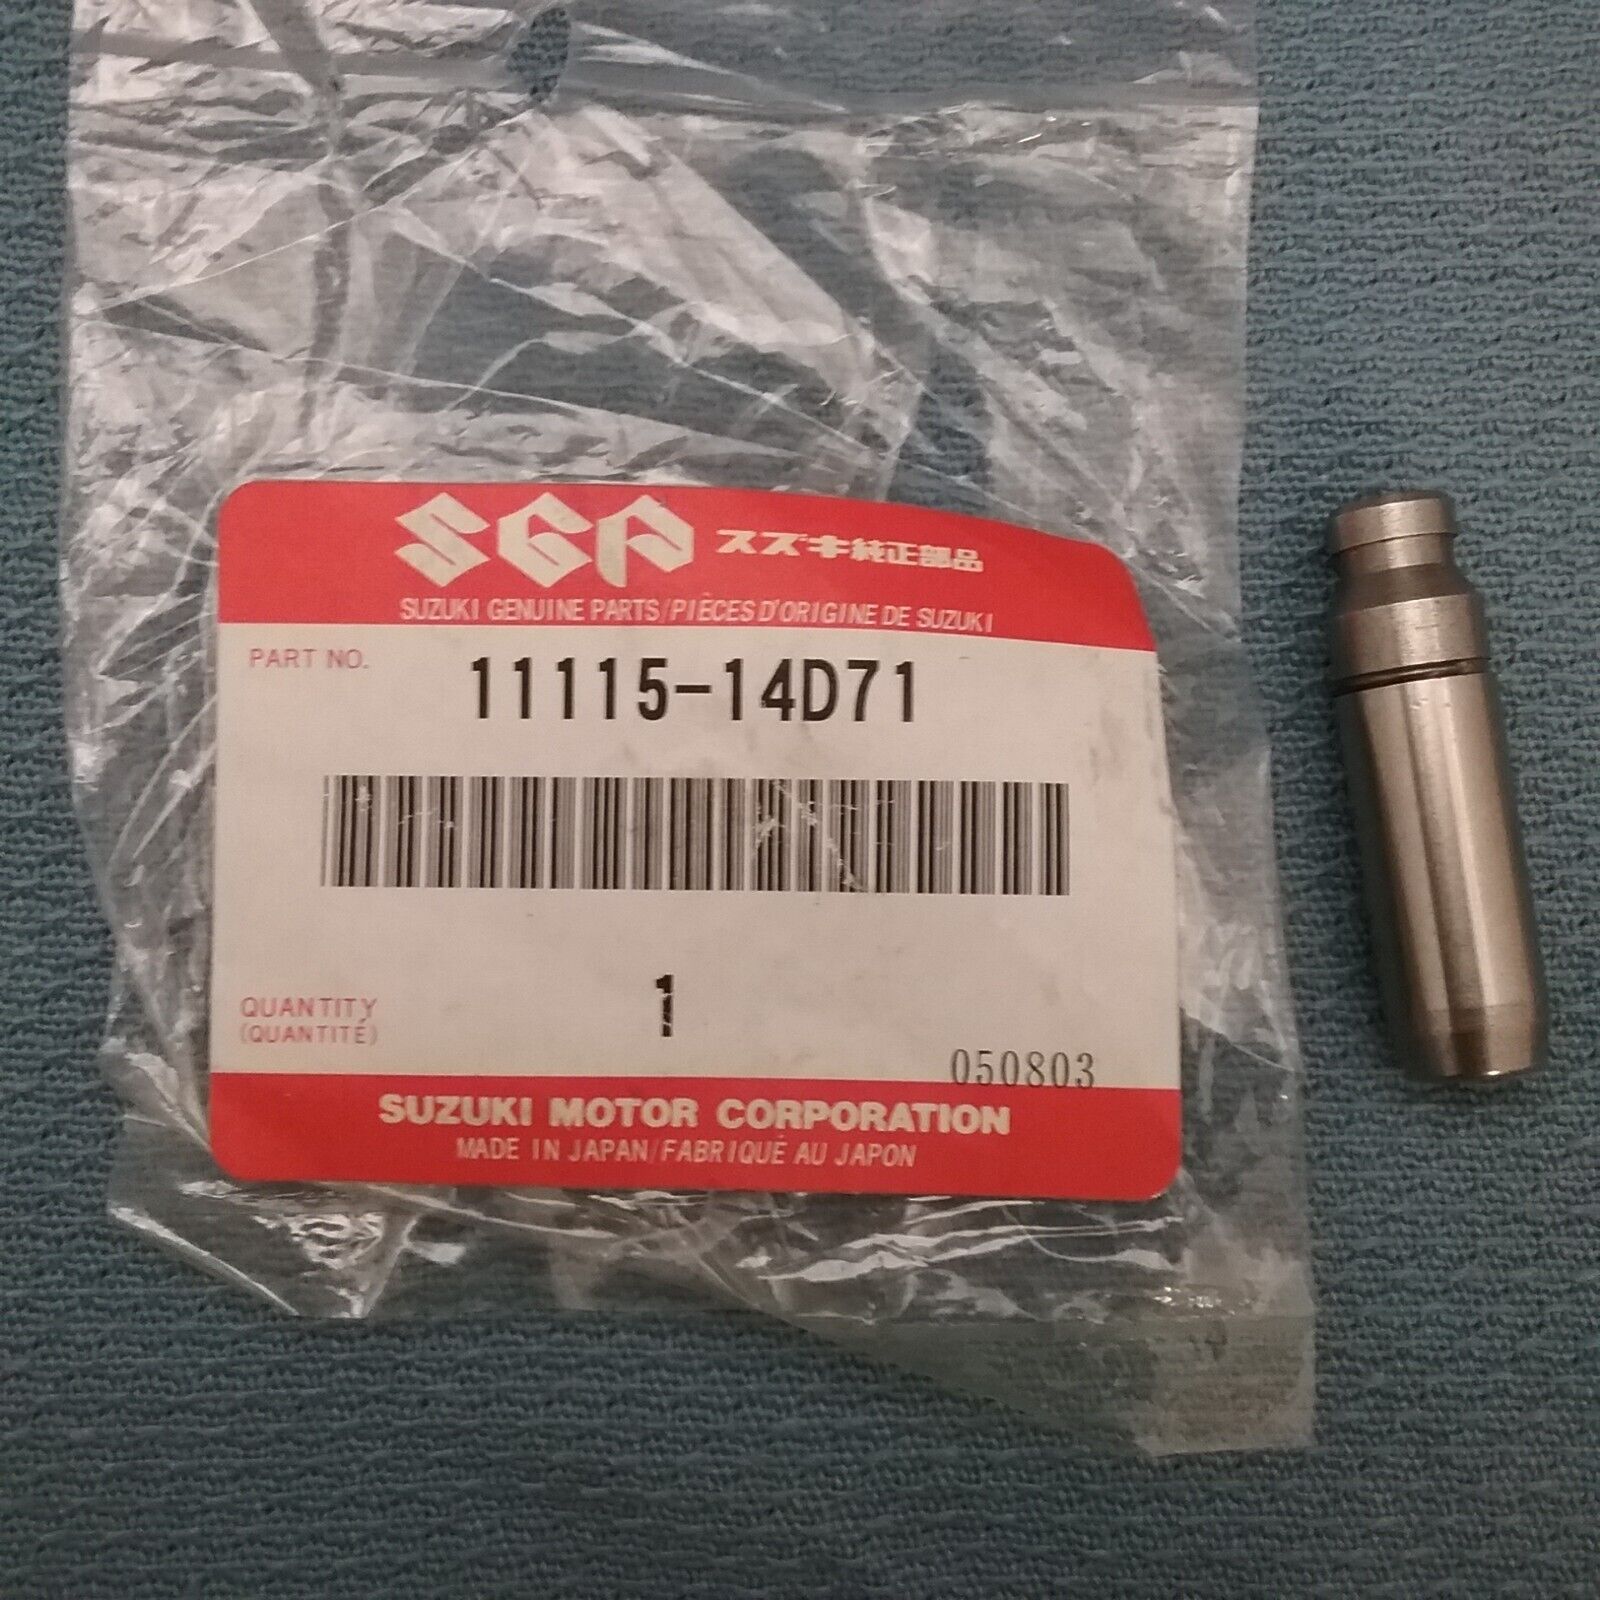 SGP スズキ純正部品
SUZUKI GENUINE PARTS/PIÈCES D'ORIGINE DE SUZUKI
PART NO. 11115-14D71
QUANTITY 1
(QUANTITÉ)
050803
SUZUKI MOTOR CORPORATION
MADE IN JAPAN/FABRIQUÉ AU JAPON